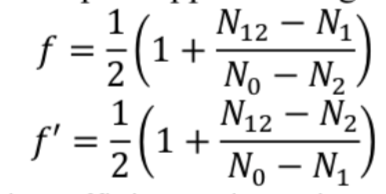 f = 1/2 (1 + (N₁₂ − N₁)/(N₀ − N₂))
f′ = 1/2 (1 + (N₁₂ − N₂)/(N₀ − N₁))